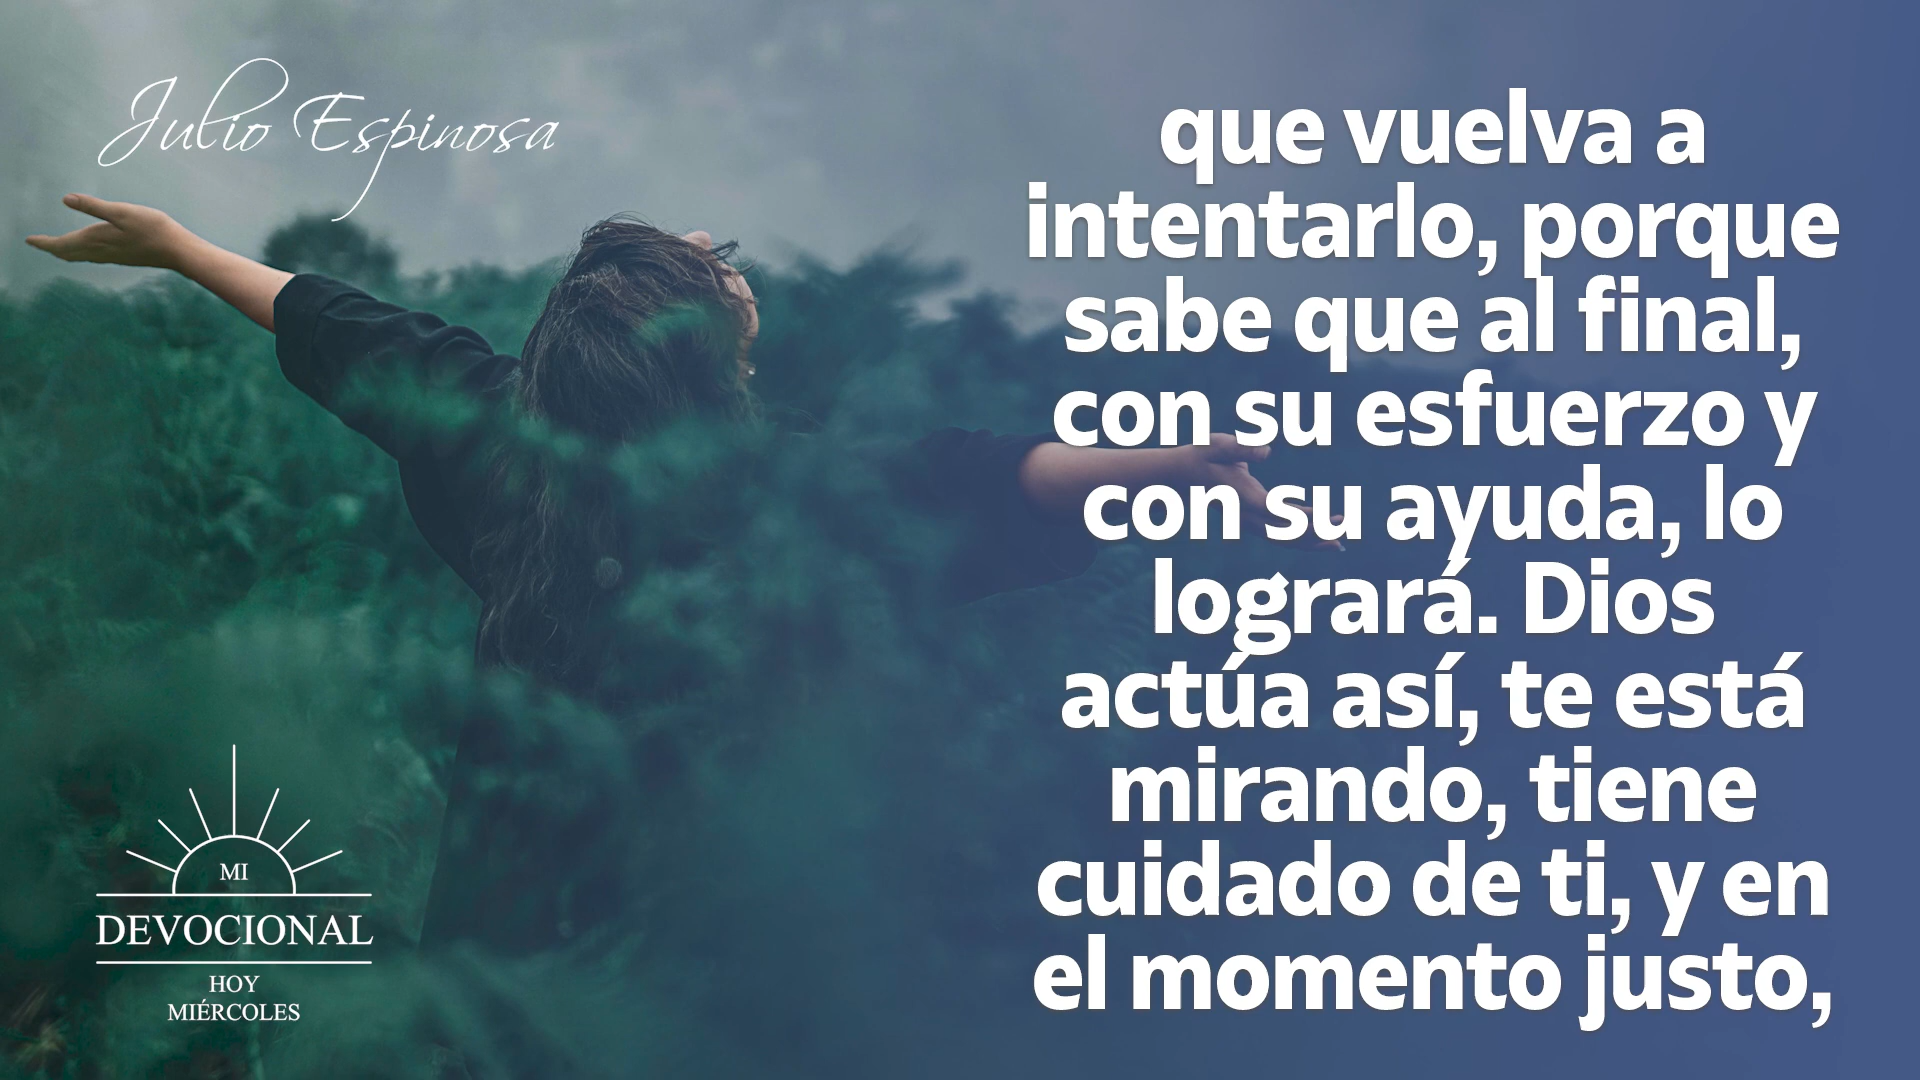 Julio Espinosa
que vuelva a
intentarlo, porque
sabe que al final,
con su esfuerzo y
con su ayuda, lo
logrará. Dios
actúa así, te está
mirando, tiene
cuidado de ti, y en
el momento justo,
MI
DEVOCIONAL
HOY
MIÉRCOLES